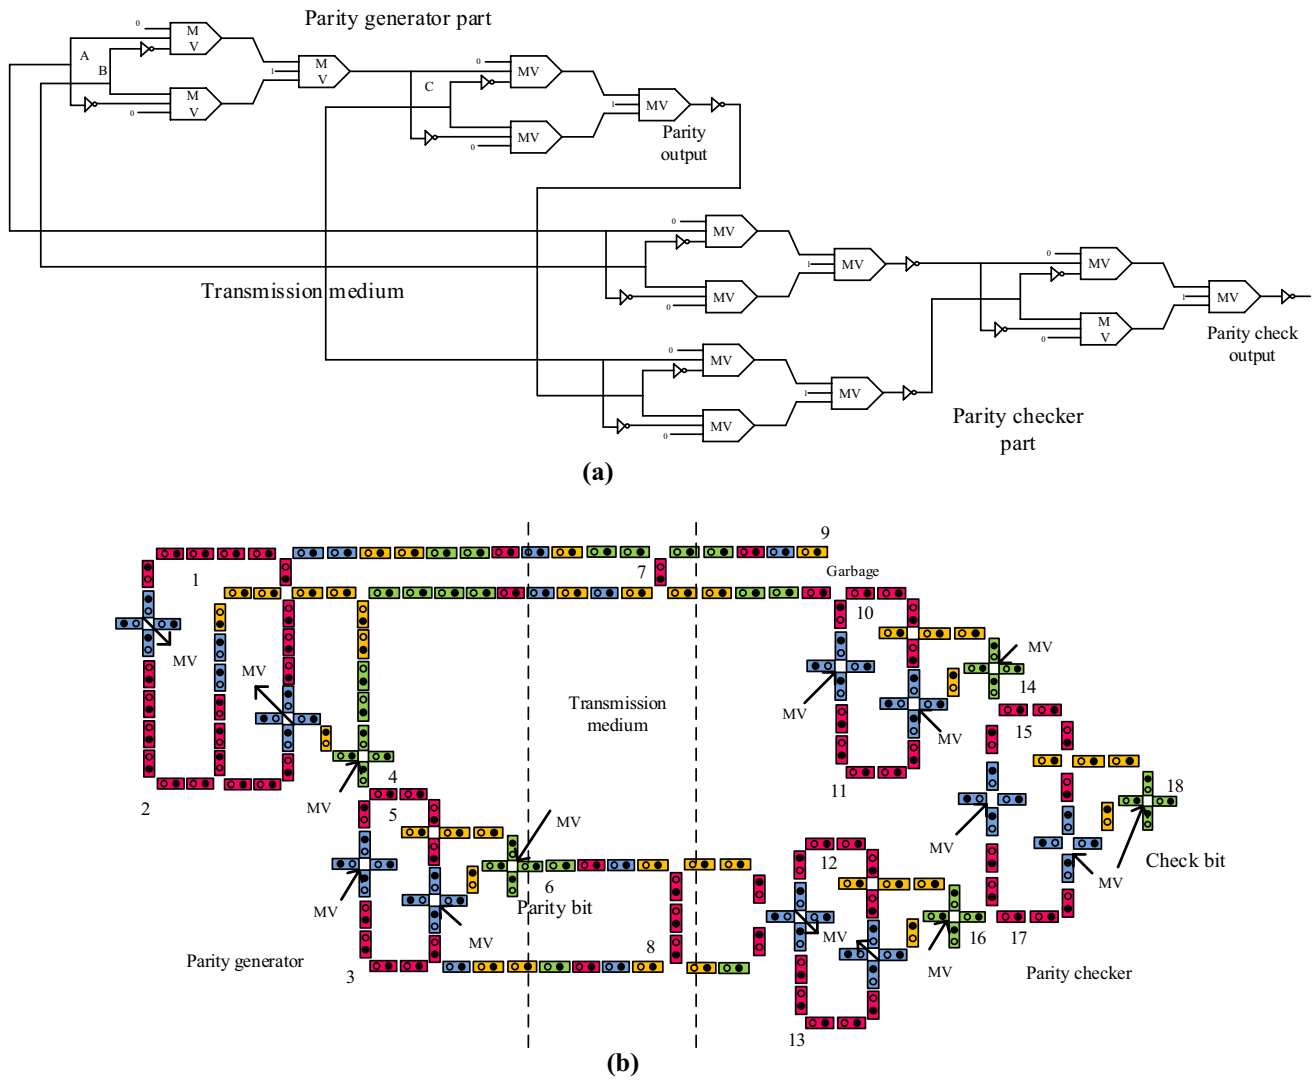 Parity generator part
0
M
V
A
B
M
V
0
1
M
V
C
0
MV
MV
0
1
MV
Parity
output
0
MV
MV
0
1
MV
Transmission medium
0
MV
MV
0
1
MV
0
MV
M
V
0
1
MV
Parity check
output
Parity checker
part
(a)
1
2
MV
MV
MV
4
5
3
MV
MV
MV
6
Parity bit
Parity generator
7
8
Transmission
medium
9
Garbage
10
11
MV
MV
MV
14
15
12
13
MV
MV
16
17
MV
MV
18
Check bit
Parity checker
(b)